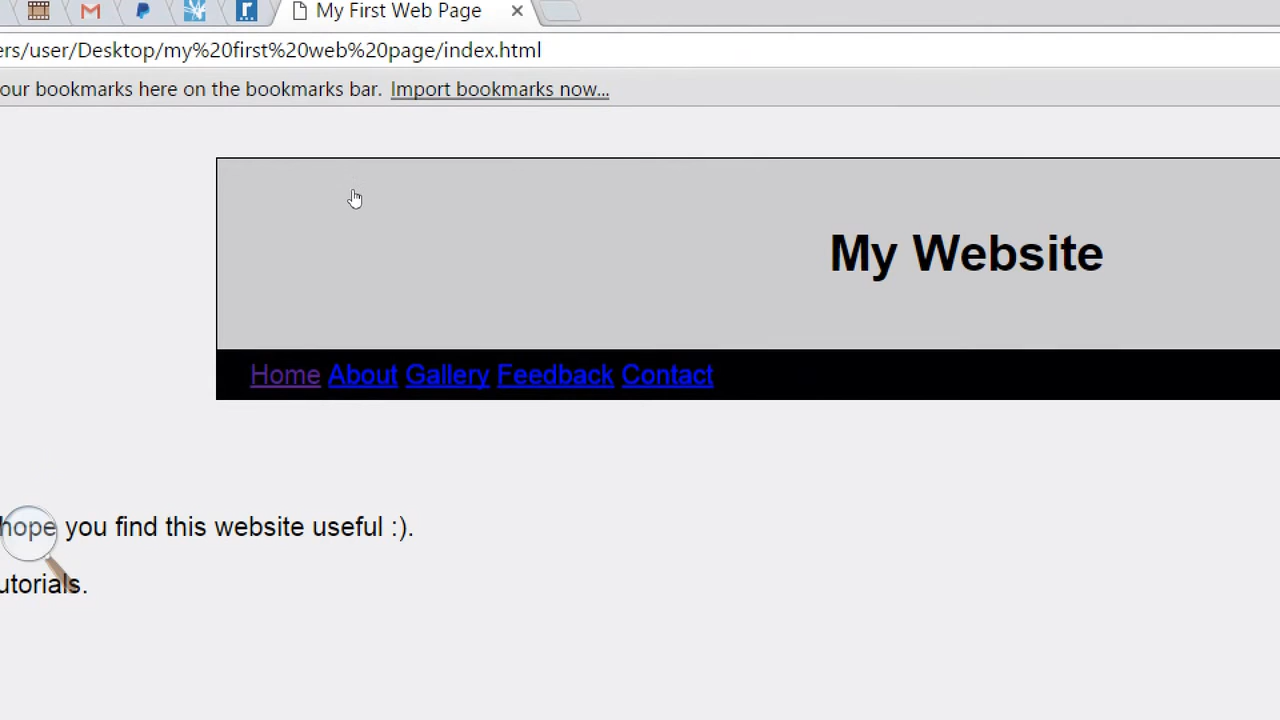 My First Web Page
ers/user/Desktop/my%20first%20web%20page/index.html
our bookmarks here on the bookmarks bar. Import bookmarks now...
My Website
Home About Gallery Feedback Contact
hope you find this website useful :).
utorials.